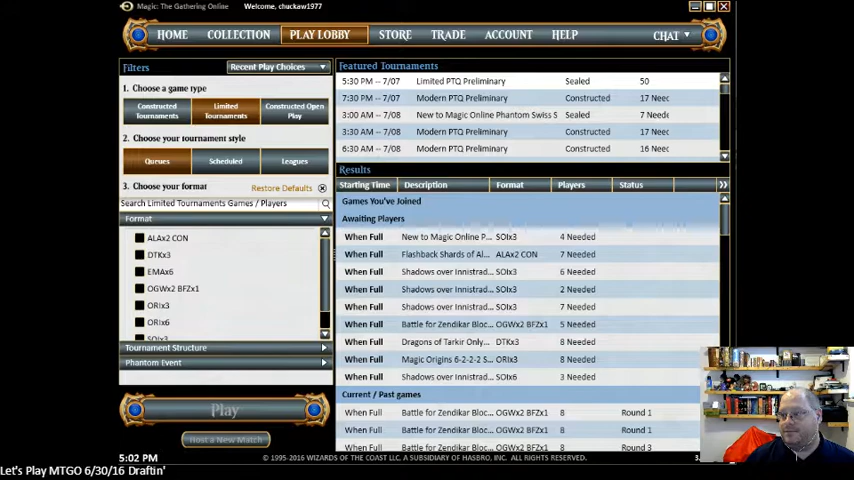 Magic: The Gathering Online Welcome, chuckaw1977
HOME COLLECTION PLAY LOBBY STORE TRADE ACCOUNT HELP CHAT
Filters
Recent Play Choices
1. Choose a game type
Constructed Tournaments
Limited Tournaments
Constructed Open Play
2. Choose your tournament style
Queues Scheduled Leagues
3. Choose your format Restore Defaults
Search Limited Tournaments Games / Players
Format
ALAx2 CON
DTKx3
EMAx6
OGWx2 BFZx1
ORIx3
ORIx6
SOIx3
Tournament Structure
Phantom Event
Play
Host a New Match
5:02 PM
Featured Tournaments
5:30 PM -- 7/07 Limited PTQ Preliminary Sealed 50
7:30 PM -- 7/07 Modern PTQ Preliminary Constructed 17 Neec
3:00 AM -- 7/08 New to Magic Online Phantom Swiss S Sealed 7 Neede
3:30 AM -- 7/08 Modern PTQ Preliminary Constructed 17 Neec
6:30 AM -- 7/08 Modern PTQ Preliminary Constructed 16 Neec
Results
Starting Time Description Format Players Status
Games You've Joined
Awaiting Players
When Full New to Magic Online P... SOIx3 4 Needed
When Full Flashback Shards of Al... ALAx2 CON 7 Needed
When Full Shadows over Innistrad... SOIx3 6 Needed
When Full Shadows over Innistrad... SOIx3 2 Needed
When Full Shadows over Innistrad... SOIx3 7 Needed
When Full Battle for Zendikar Bloc... OGWx2 BFZx1 5 Needed
When Full Dragons of Tarkir Only... DTKx3 8 Needed
When Full Magic Origins 6-2-2-2 S... ORIx3 8 Needed
When Full Shadows over Innistrad... SOIx6 3 Needed
Current / Past games
When Full Battle for Zendikar Bloc... OGWx2 BFZx1 8 Round 1
When Full Battle for Zendikar Bloc... OGWx2 BFZx1 8 Round 1
When Full Battle for Zendikar Bloc... OGWx2 BFZx1 8 Round 3
© 1995-2016 WIZARDS OF THE COAST LLC, A SUBSIDIARY OF HASBRO, INC. ALL RIGHTS RESERVED.
Let's Play MTGO 6/30/16 Draftin'